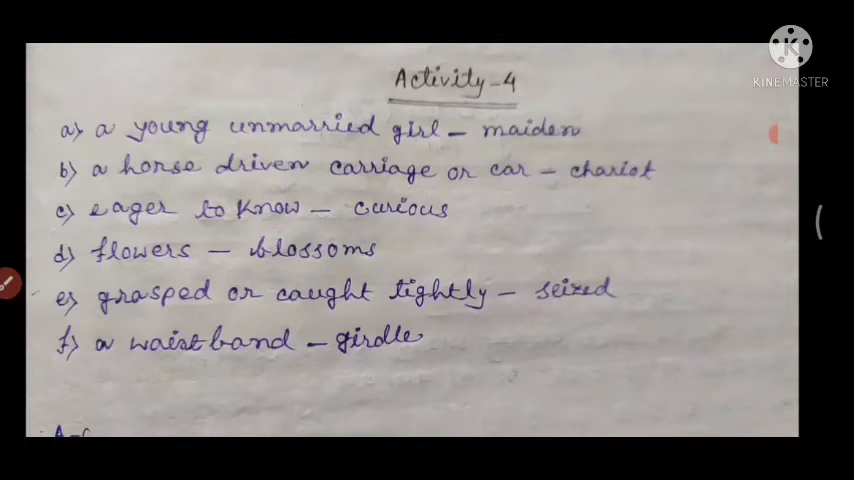 KINEMASTER
Activity-4
a) a young unmarried girl - maiden
b) a horse driven carriage or car - chariot
c) eager to know - curious
d) flowers - blossoms
e) grasped or caught tightly - seized
f) a waistband - girdle